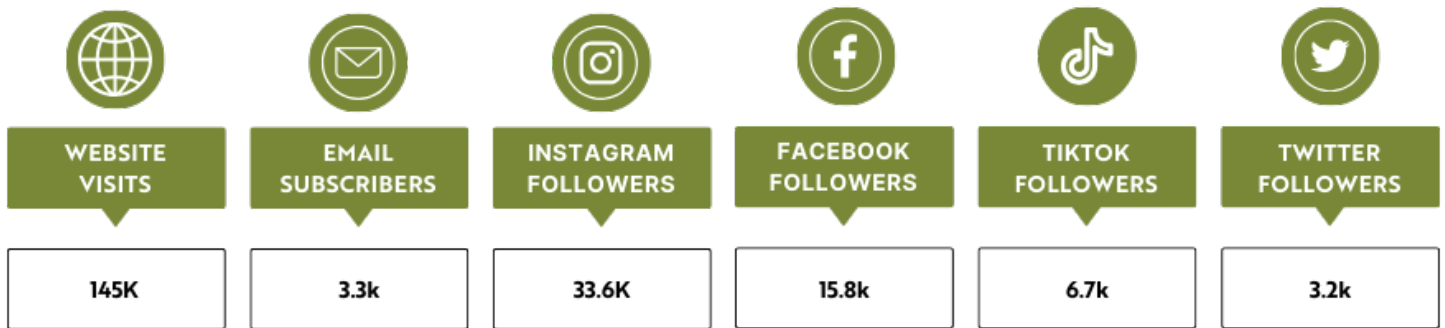 WEBSITE
VISITS
EMAIL
SUBSCRIBERS
INSTAGRAM
FOLLOWERS
FACEBOOK
FOLLOWERS
TIKTOK
FOLLOWERS
TWITTER
FOLLOWERS
145K
3.3k
33.6K
15.8k
6.7k
3.2k